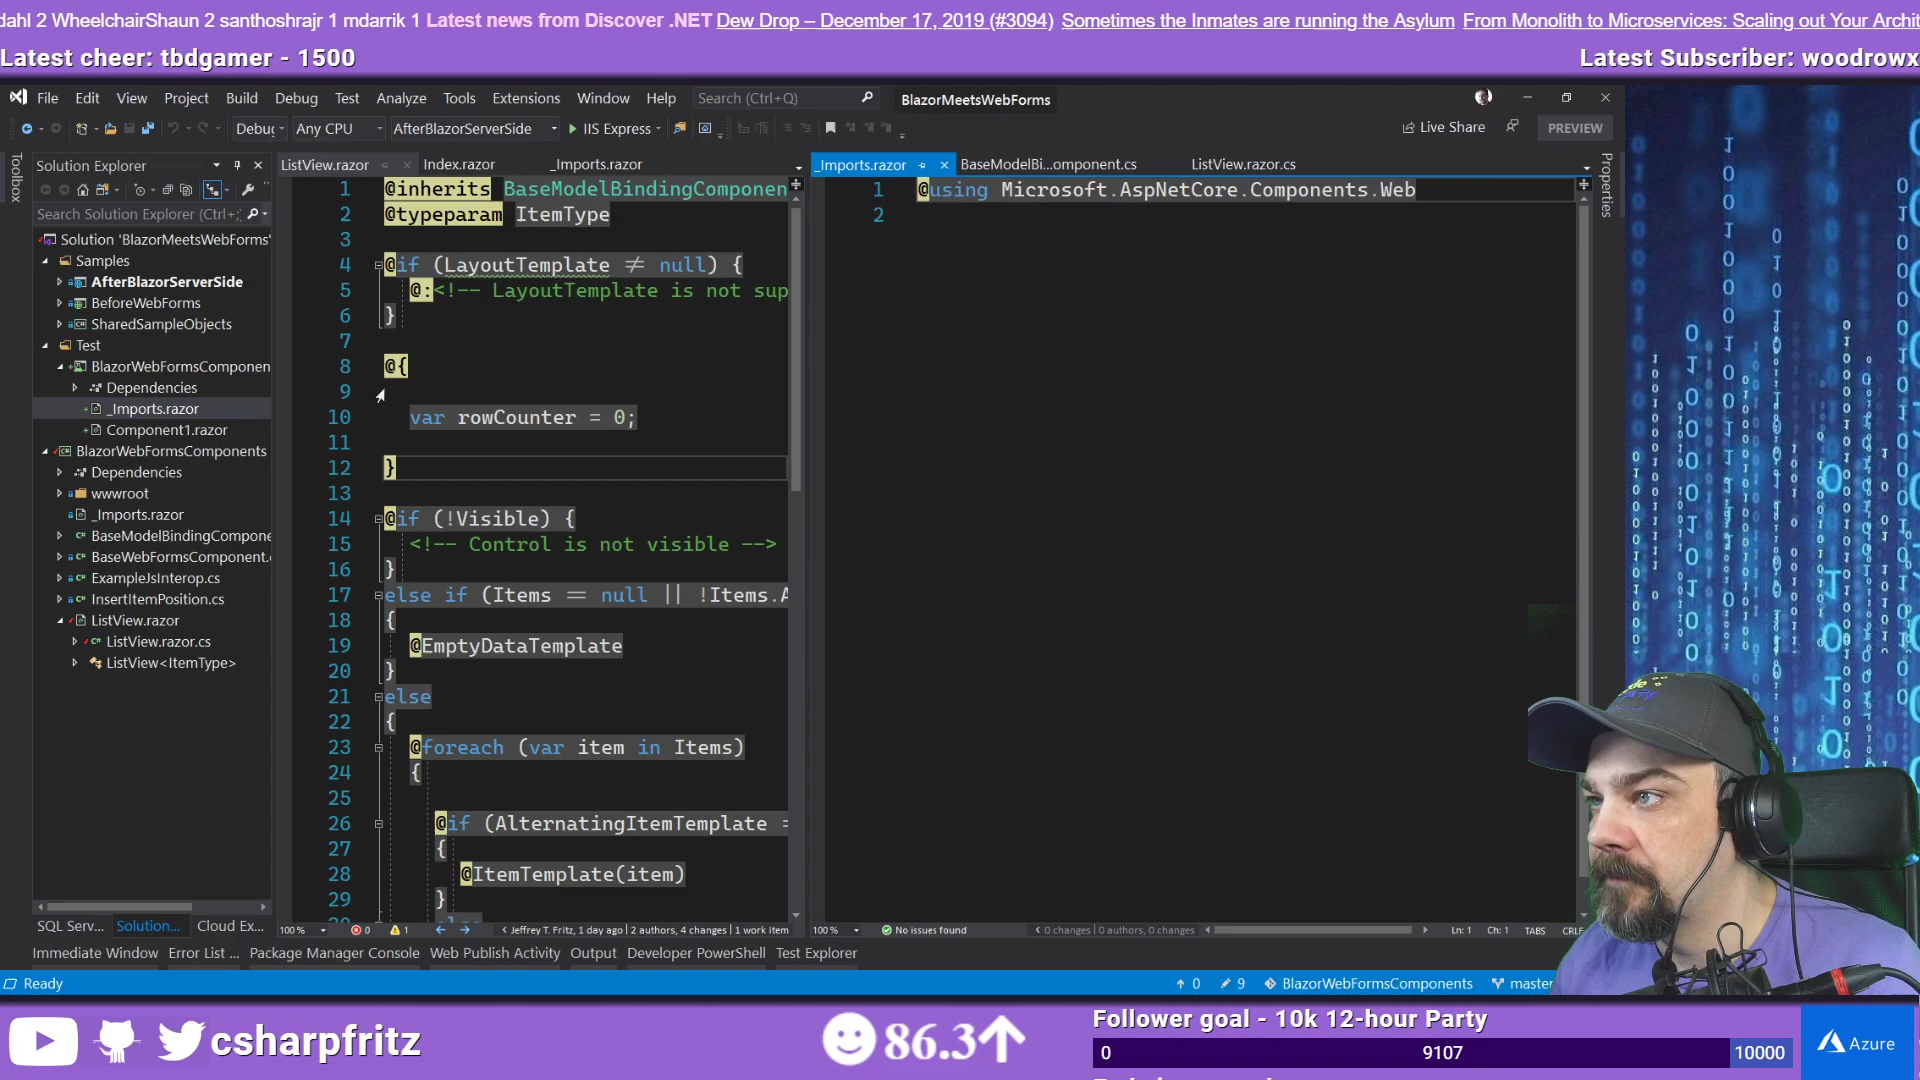 dahl 2 WheelchairShaun 2 santhoshrajr 1 mdarrik 1 Latest news from Discover .NET Dew Drop – December 17, 2019 (#3094) Sometimes the Inmates are running the Asylum From Monolith to Microservices: Scaling out Your Archit
Latest cheer: tbdgamer - 1500
Latest Subscriber: woodrowx
File Edit View Project Build Debug Test Analyze Tools Extensions Window Help Search (Ctrl+Q) BlazorMeetsWebForms
Debug Any CPU AfterBlazorServerSide IIS Express Live Share PREVIEW
Toolbox
Solution Explorer
Search Solution Explorer (Ctrl+;
Solution 'BlazorMeetsWebForms'
Samples
AfterBlazorServerSide
BeforeWebForms
SharedSampleObjects
Test
BlazorWebFormsComponen
Dependencies
_Imports.razor
Component1.razor
BlazorWebFormsComponents
Dependencies
wwwroot
_Imports.razor
BaseModelBindingCompone
BaseWebFormsComponent.
ExampleJsInterop.cs
InsertItemPosition.cs
ListView.razor
ListView.razor.cs
ListView<ItemType>
SQL Serv... Solution... Cloud Ex...
ListView.razor Index.razor _Imports.razor
1 @inherits BaseModelBindingComponen
2 @typeparam ItemType
3
4 @if (LayoutTemplate ≠ null) {
5 @:<!-- LayoutTemplate is not sup
6 }
7
8 @{
9
10 var rowCounter = 0;
11
12 }
13
14 @if (!Visible) {
15 <!-- Control is not visible -->
16 }
17 else if (Items == null || !Items.A
18 {
19 @EmptyDataTemplate
20 }
21 else
22 {
23 @foreach (var item in Items)
24 {
25
26 @if (AlternatingItemTemplate =
27 {
28 @ItemTemplate(item)
29 }
100 % 0 1 Jeffrey T. Fritz, 1 day ago | 2 authors, 4 changes | 1 work item
_Imports.razor BaseModelBi...omponent.cs ListView.razor.cs
1 @using Microsoft.AspNetCore.Components.Web
2
100 % No issues found 0 changes | 0 authors, 0 changes Ln: 1 Ch: 1 TABS CRLF
Properties
Immediate Window Error List ... Package Manager Console Web Publish Activity Output Developer PowerShell Test Explorer
Ready 0 9 BlazorWebFormsComponents master
csharpfritz
86.3
Follower goal - 10k 12-hour Party
0 9107 10000
Azure